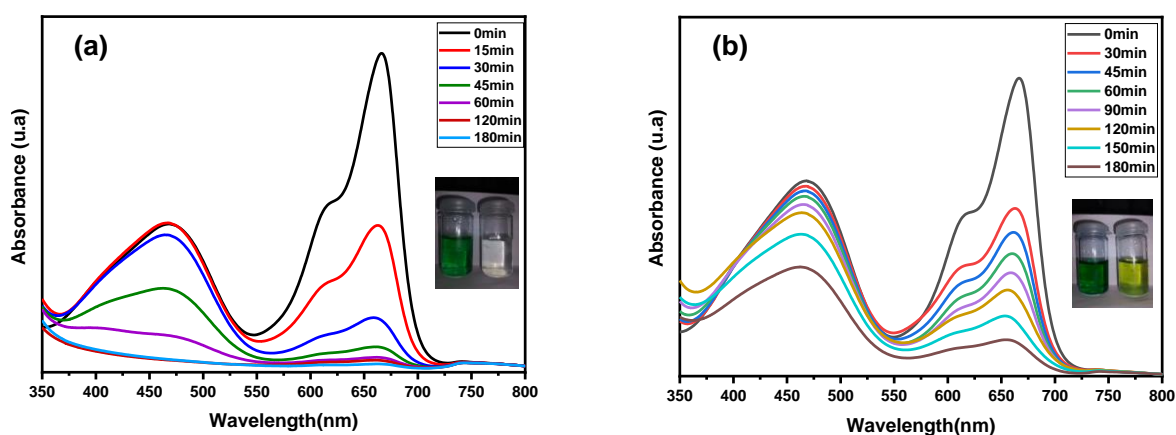 (a)
0min
15min
30min
45min
60min
120min
180min
Absorbance (u.a)
350 400 450 500 550 600 650 700 750 800
Wavelength(nm)
(b)
0min
30min
45min
60min
90min
120min
150min
180min
Absorbance (u.a)
350 400 450 500 550 600 650 700 750 800
Wavelength(nm)